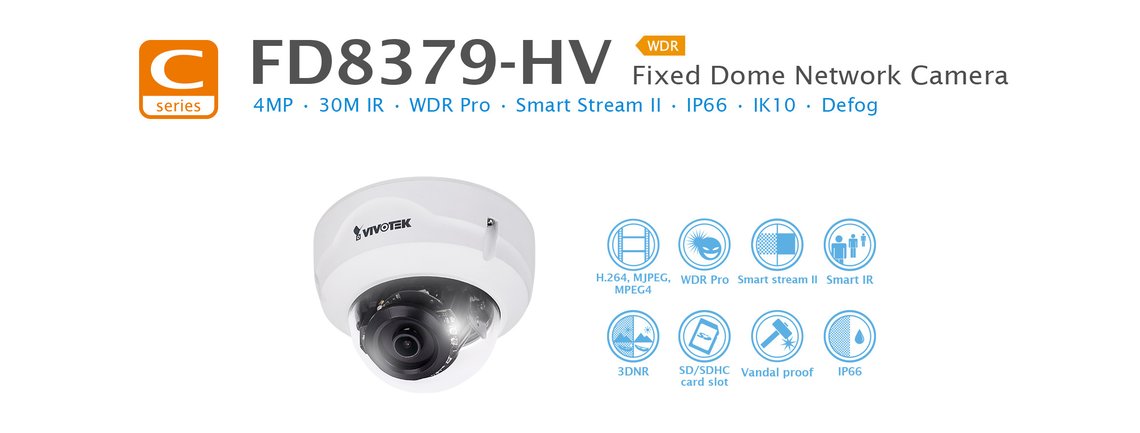 C
series
FD8379-HV
WDR
Fixed Dome Network Camera
4MP · 30M IR · WDR Pro · Smart Stream II · IP66 · IK10 · Defog
VIVOTEK
H.264, MJPEG,
MPEG4
WDR Pro
Smart stream II
Smart IR
3DNR
SD/SDHC
card slot
Vandal proof
IP66